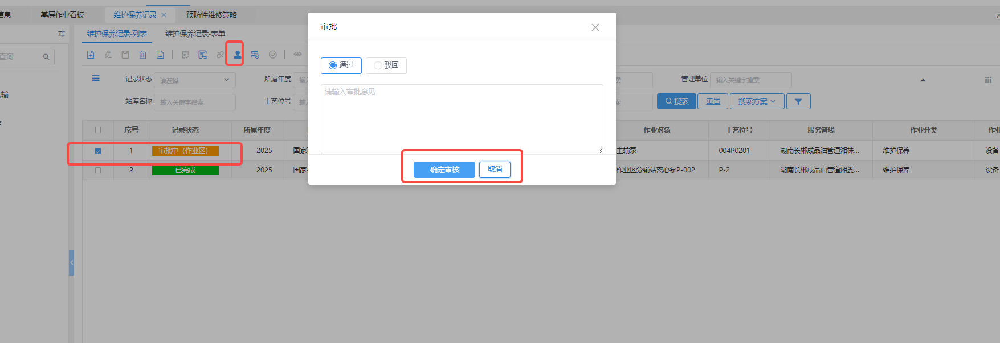 信息 基层作业看板 维护保养记录 预防性维修策略
维护保养记录-列表 维护保养记录-表单
审批
查询
通过 驳回
请输入审批意见
记录状态 请选择 所属年度 输入 索 管理单位 输入关键字搜索
站库名称 输入关键字搜索 工艺位号 输入 索 搜索 重置 搜索方案
输
序号 记录状态 所属年度 作业对象 工艺位号 服务管线 作业分类 作业
1 审批中（作业区） 2025 国家 主输泵 004P0201 湖南长郴成品油管道湘株... 维护保养 设备
2 已完成 2025 国家 作业区分输站离心泵P-002 P-2 湖南长郴成品油管道湘娄... 维护保养 设备
确定审核 取消